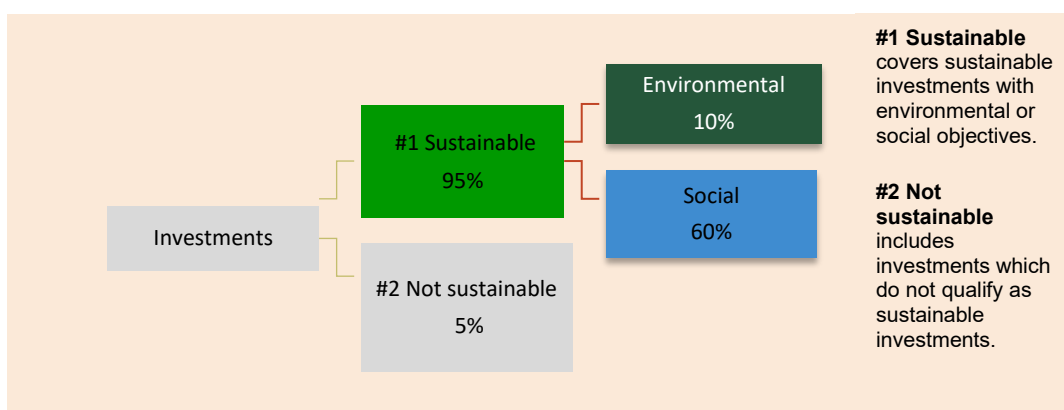 Investments
#1 Sustainable
95%
#2 Not sustainable
5%
Environmental
10%
Social
60%
#1 Sustainable
covers sustainable
investments with
environmental or
social objectives.
#2 Not
sustainable
includes
investments which
do not qualify as
sustainable
investments.